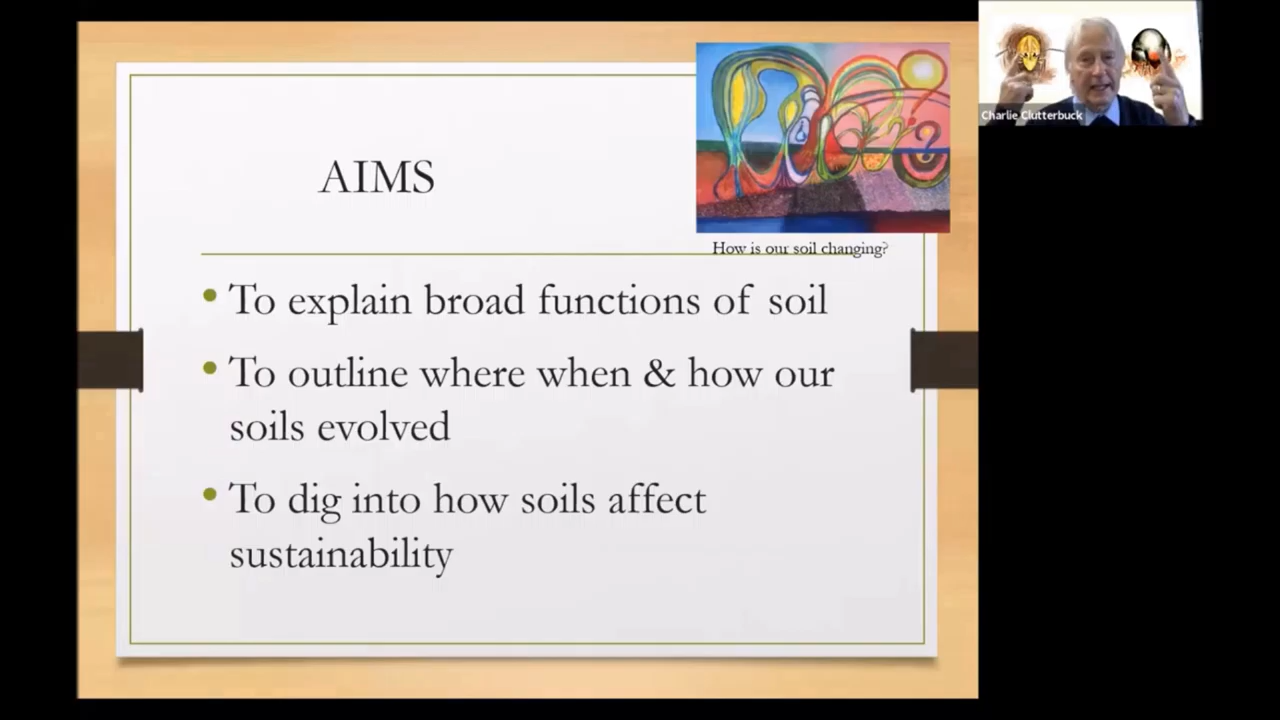 AIMS
How is our soil changing?
• To explain broad functions of soil
• To outline where when & how our
soils evolved
• To dig into how soils affect
sustainability
Charlie Clutterbuck